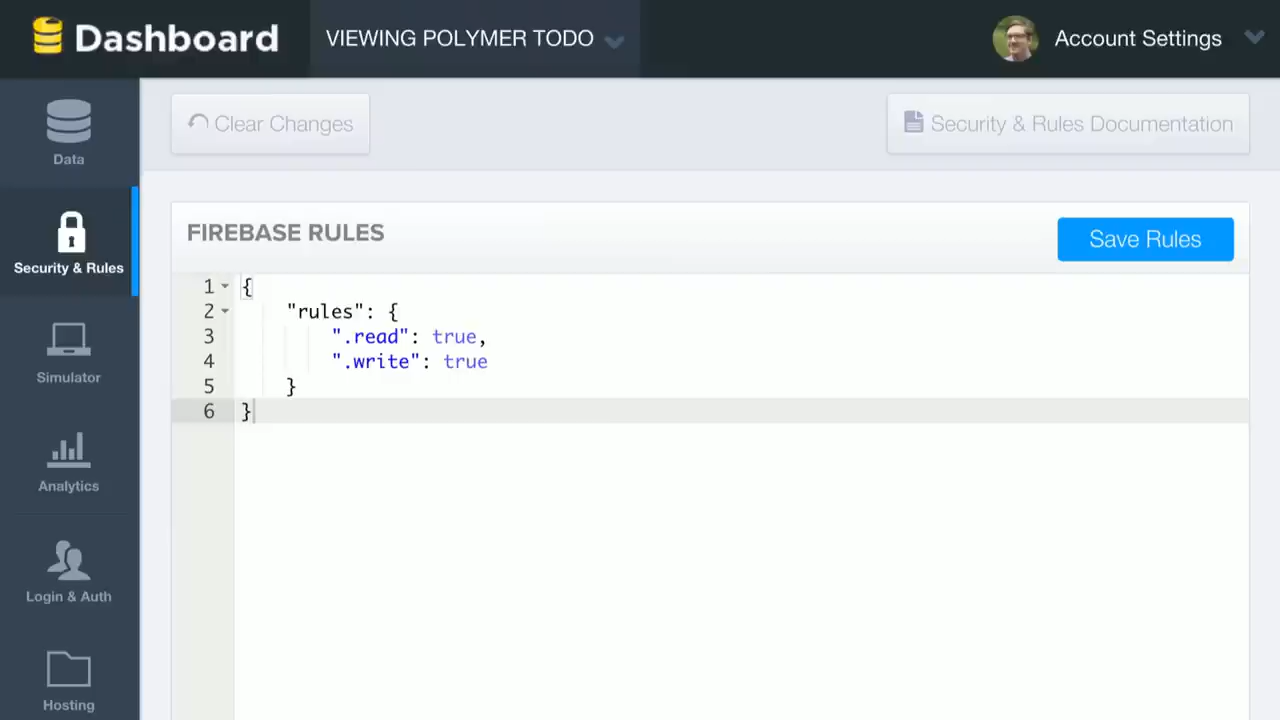 Dashboard
VIEWING POLYMER TODO
Account Settings
Data
Security & Rules
Simulator
Analytics
Login & Auth
Hosting
Clear Changes
Security & Rules Documentation
FIREBASE RULES
Save Rules
1 {
2 "rules": {
3 ".read": true,
4 ".write": true
5 }
6 }